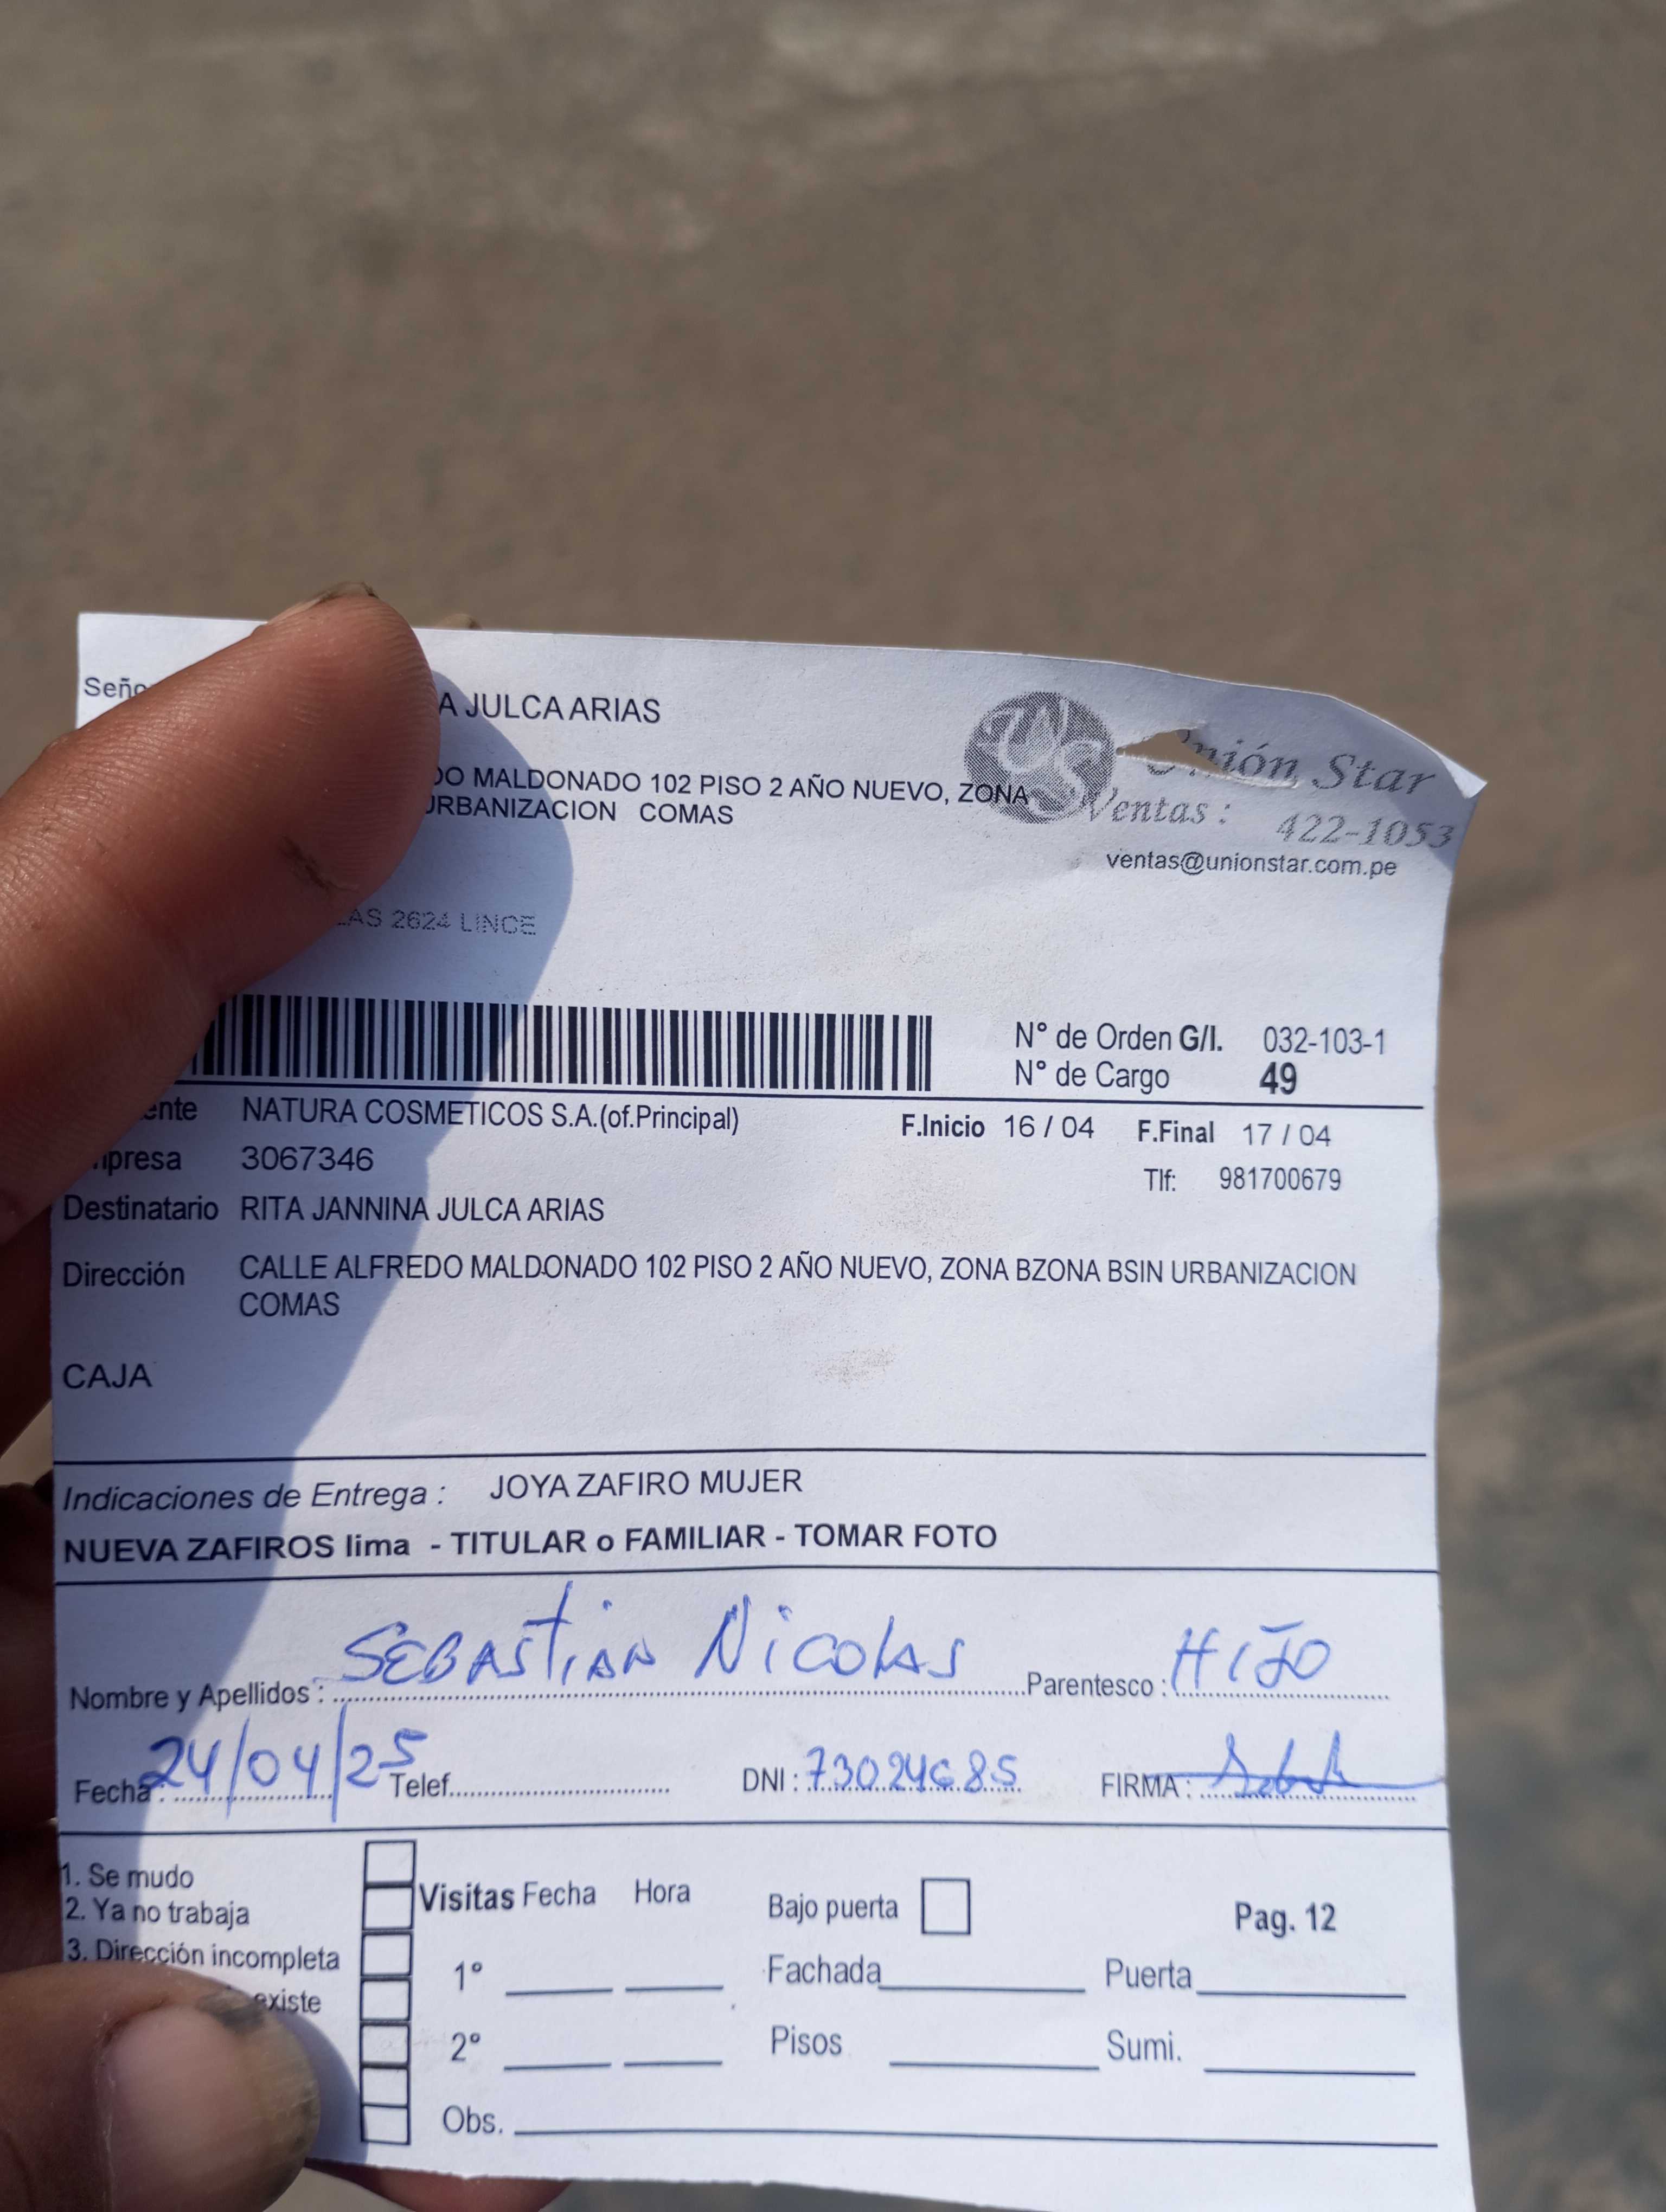 A JULCA ARIAS
MALDONADO 102 PISO 2 AÑO NUEVO, ZONA
URBANIZACION COMAS
Unión Star
Ventas : 422-1053
ventas@unionstar.com.pe
2624 LINCE
N° de Orden G/I. 032-103-1
N° de Cargo 49
NATURA COSMETICOS S.A.(of.Principal) F.Inicio 16 / 04 F.Final 17 / 04
3067346 Tlf: 981700679
Destinatario RITA JANNINA JULCA ARIAS
Dirección CALLE ALFREDO MALDONADO 102 PISO 2 AÑO NUEVO, ZONA BZONA BSIN URBANIZACION
COMAS
CAJA
Indicaciones de Entrega : JOYA ZAFIRO MUJER
NUEVA ZAFIROS lima - TITULAR o FAMILIAR - TOMAR FOTO
Nombre y Apellidos : SEBASTIAN NICOLAS Parentesco : HIJO
Fecha : 24/04/25 Telef. DNI : 73024685 FIRMA :
1. Se mudo
2. Ya no trabaja
3. Dirección incompleta
existe
Visitas Fecha Hora
1°
2°
Obs.
Bajo puerta
Fachada
Pisos
Pag. 12
Puerta
Sumi.